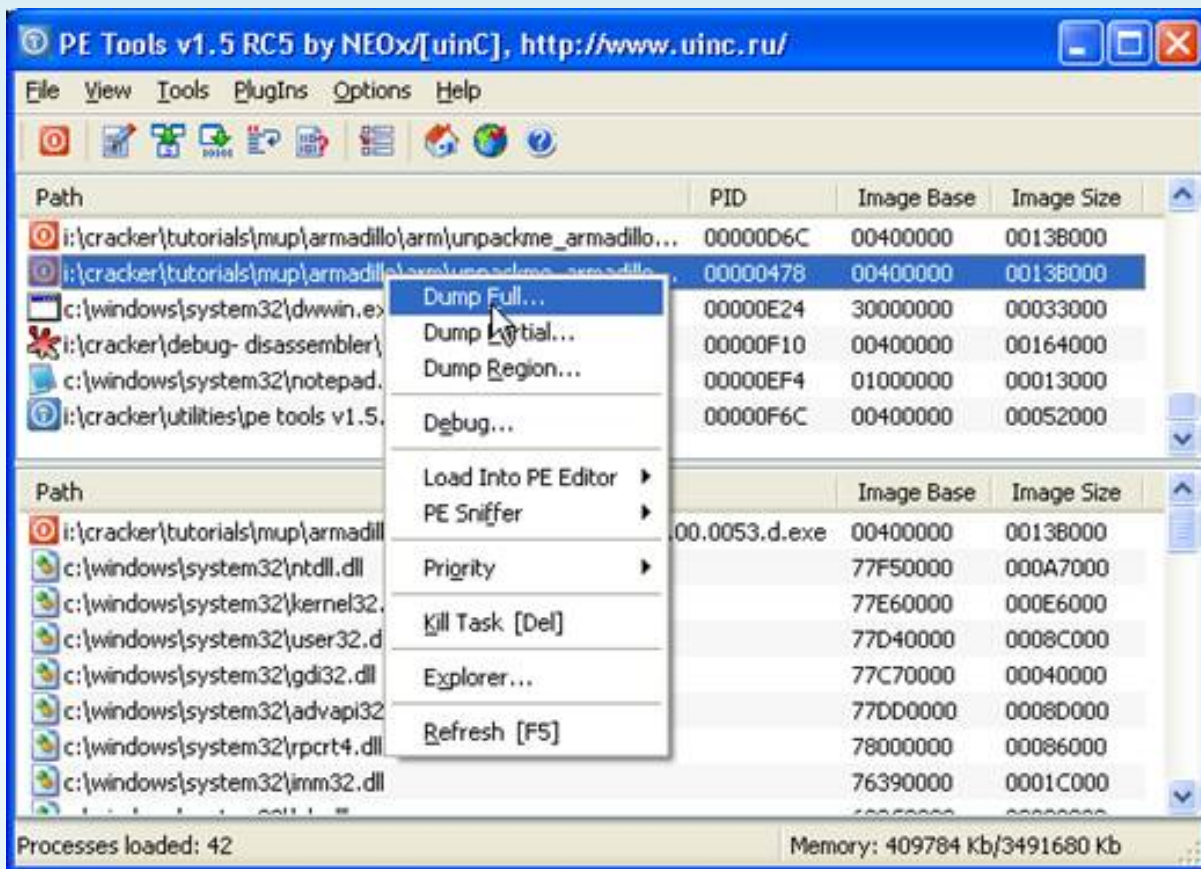 PE Tools v1.5 RC5 by NEOx/[uinC], http://www.uinc.ru/
File View Tools PlugIns Options Help
Path PID Image Base Image Size
i:\cracker\tutorials\mup\armadillo\arm\unpackme_armadillo... 00000D6C 00400000 0013B000
i:\cracker\tutorials\mup\armadillo\arm\unpackme_armadillo... 00000478 00400000 0013B000
c:\windows\system32\dwwin.ex 00000E24 30000000 00033000
i:\cracker\debug- disassembler\ 00000F10 00400000 00164000
c:\windows\system32\notepad. 00000EF4 01000000 00013000
i:\cracker\utilities\pe tools v1.5. 00000F6C 00400000 00052000
Dump Full...
Dump Partial...
Dump Region...
Debug...
Load Into PE Editor
PE Sniffer
Priority
Kill Task [Del]
Explorer...
Refresh [F5]
Path Image Base Image Size
i:\cracker\tutorials\mup\armadill .00.0053.d.exe 00400000 0013B000
c:\windows\system32\ntdll.dll 77F50000 000A7000
c:\windows\system32\kernel32. 77E60000 000E6000
c:\windows\system32\user32.d 77D40000 0008C000
c:\windows\system32\gdi32.dll 77C70000 00040000
c:\windows\system32\advapi32 77DD0000 0008D000
c:\windows\system32\rpcrt4.dll 78000000 00086000
c:\windows\system32\imm32.dll 76390000 0001C000
Processes loaded: 42 Memory: 409784 Kb/3491680 Kb